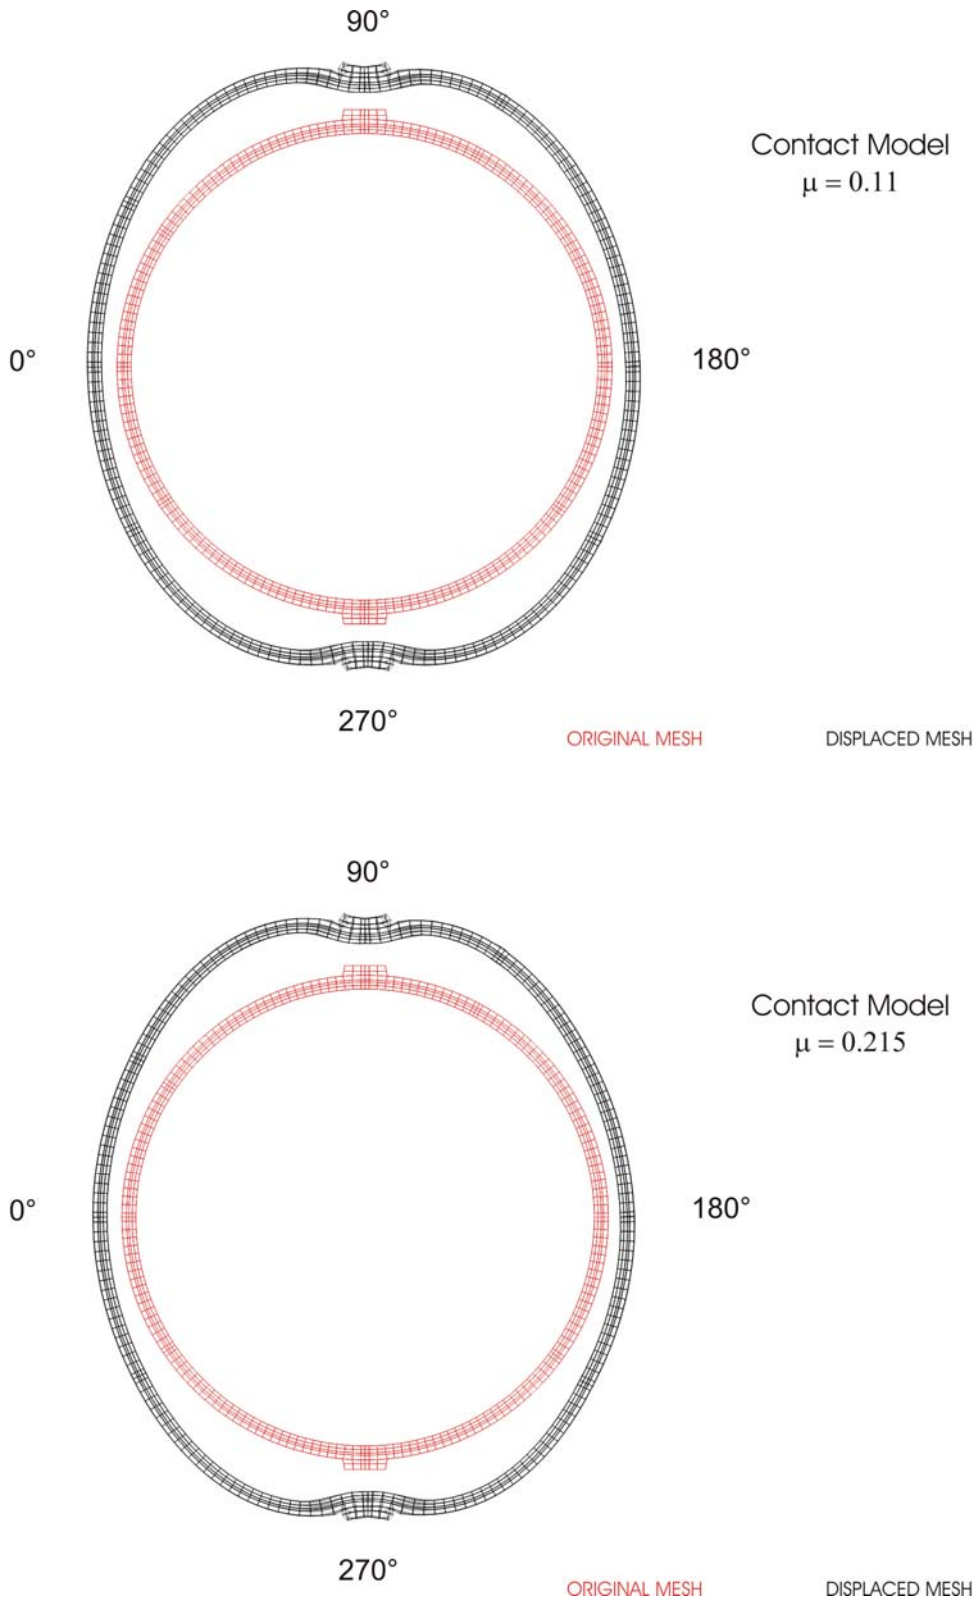 90°
Contact Model
μ = 0.11
0°
180°
270°
ORIGINAL MESH
DISPLACED MESH
90°
Contact Model
μ = 0.215
0°
180°
270°
ORIGINAL MESH
DISPLACED MESH